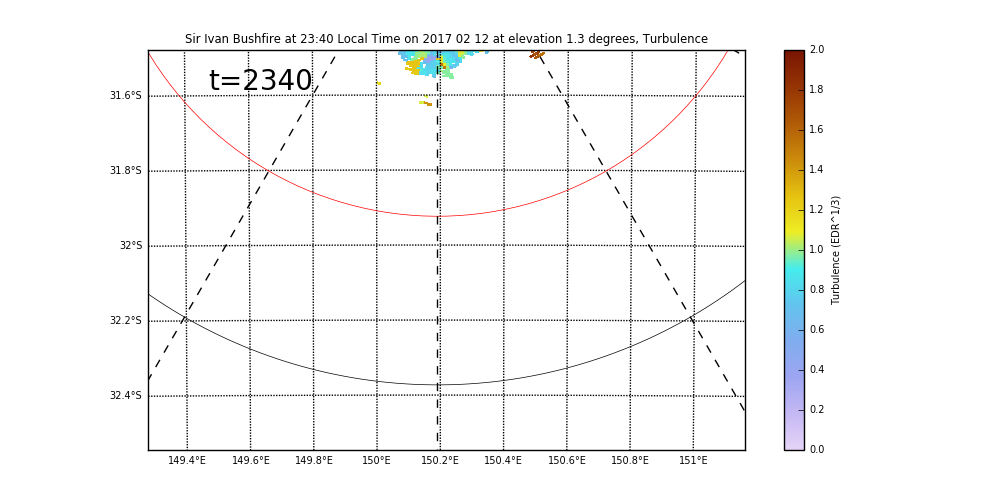 Sir Ivan Bushfire at 23:40 Local Time on 2017 02 12 at elevation 1.3 degrees, Turbulence
t=2340
31.6°S
31.8°S
32°S
32.2°S
32.4°S
149.4°E 149.6°E 149.8°E 150°E 150.2°E 150.4°E 150.6°E 150.8°E 151°E
2.0
1.8
1.6
1.4
1.2
1.0
0.8
0.6
0.4
0.2
0.0
Turbulence (EDR^1/3)